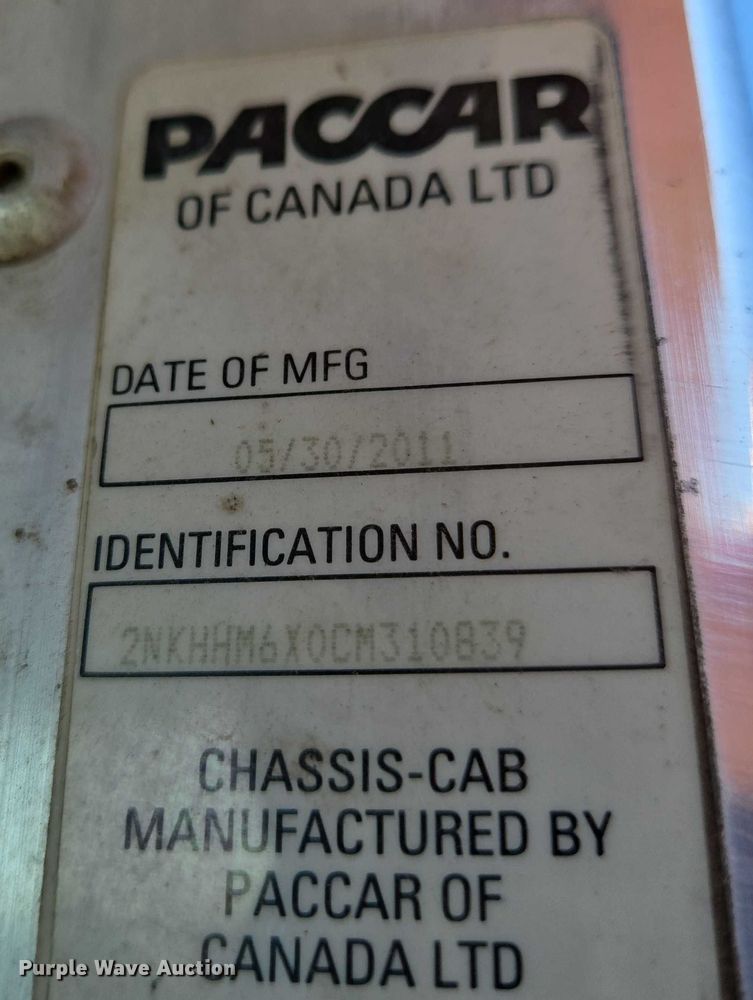 PACCAR
OF CANADA LTD
DATE OF MFG
05/30/2011
IDENTIFICATION NO.
2NKHHM6X0CM310839
CHASSIS-CAB
MANUFACTURED BY
PACCAR OF
CANADA LTD
Purple Wave Auction